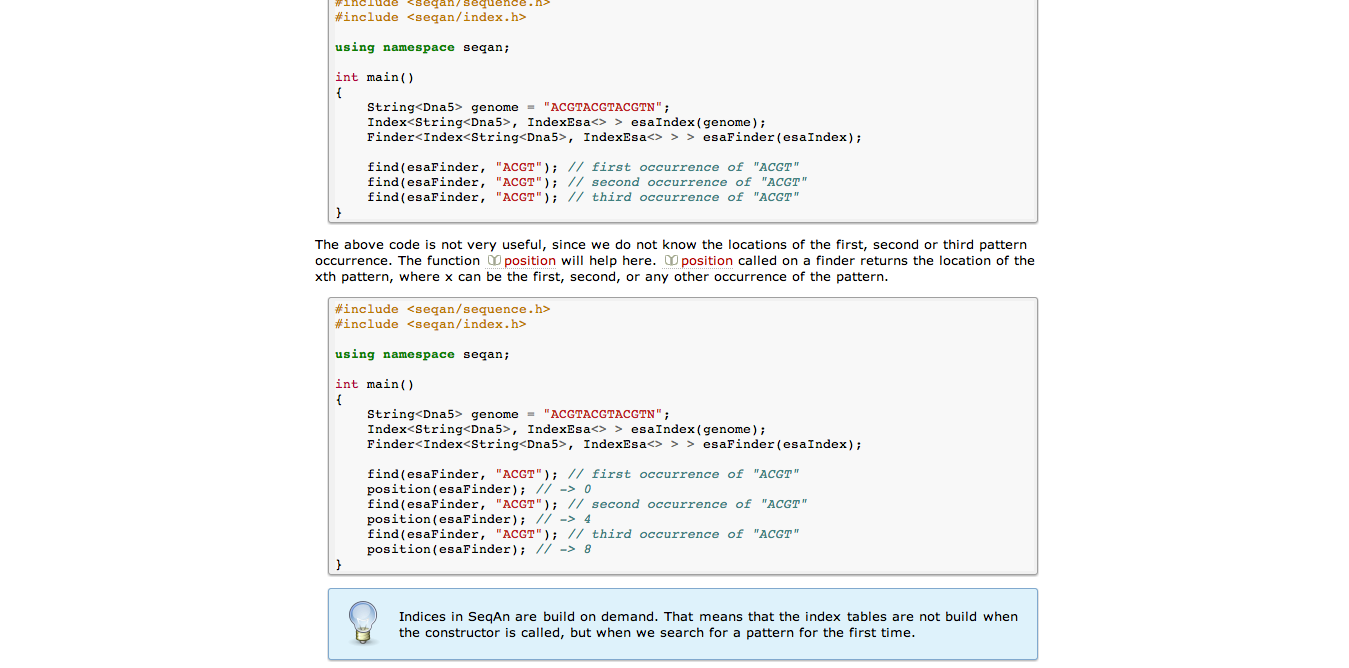 #include <seqan/sequence.h>
#include <seqan/index.h>
using namespace seqan;
int main()
{
String<Dna5> genome = "ACGTACGTACGTN";
Index<String<Dna5>, IndexEsa<> > esaIndex(genome);
Finder<Index<String<Dna5>, IndexEsa<> > > esaFinder(esaIndex);
find(esaFinder, "ACGT"); // first occurrence of "ACGT"
find(esaFinder, "ACGT"); // second occurrence of "ACGT"
find(esaFinder, "ACGT"); // third occurrence of "ACGT"
}
The above code is not very useful, since we do not know the locations of the first, second or third pattern
occurrence. The function position will help here. position called on a finder returns the location of the
xth pattern, where x can be the first, second, or any other occurrence of the pattern.
#include <seqan/sequence.h>
#include <seqan/index.h>
using namespace seqan;
int main()
{
String<Dna5> genome = "ACGTACGTACGTN";
Index<String<Dna5>, IndexEsa<> > esaIndex(genome);
Finder<Index<String<Dna5>, IndexEsa<> > > esaFinder(esaIndex);
find(esaFinder, "ACGT"); // first occurrence of "ACGT"
position(esaFinder); // -> 0
find(esaFinder, "ACGT"); // second occurrence of "ACGT"
position(esaFinder); // -> 4
find(esaFinder, "ACGT"); // third occurrence of "ACGT"
position(esaFinder); // -> 8
}
Indices in SeqAn are build on demand. That means that the index tables are not build when
the constructor is called, but when we search for a pattern for the first time.